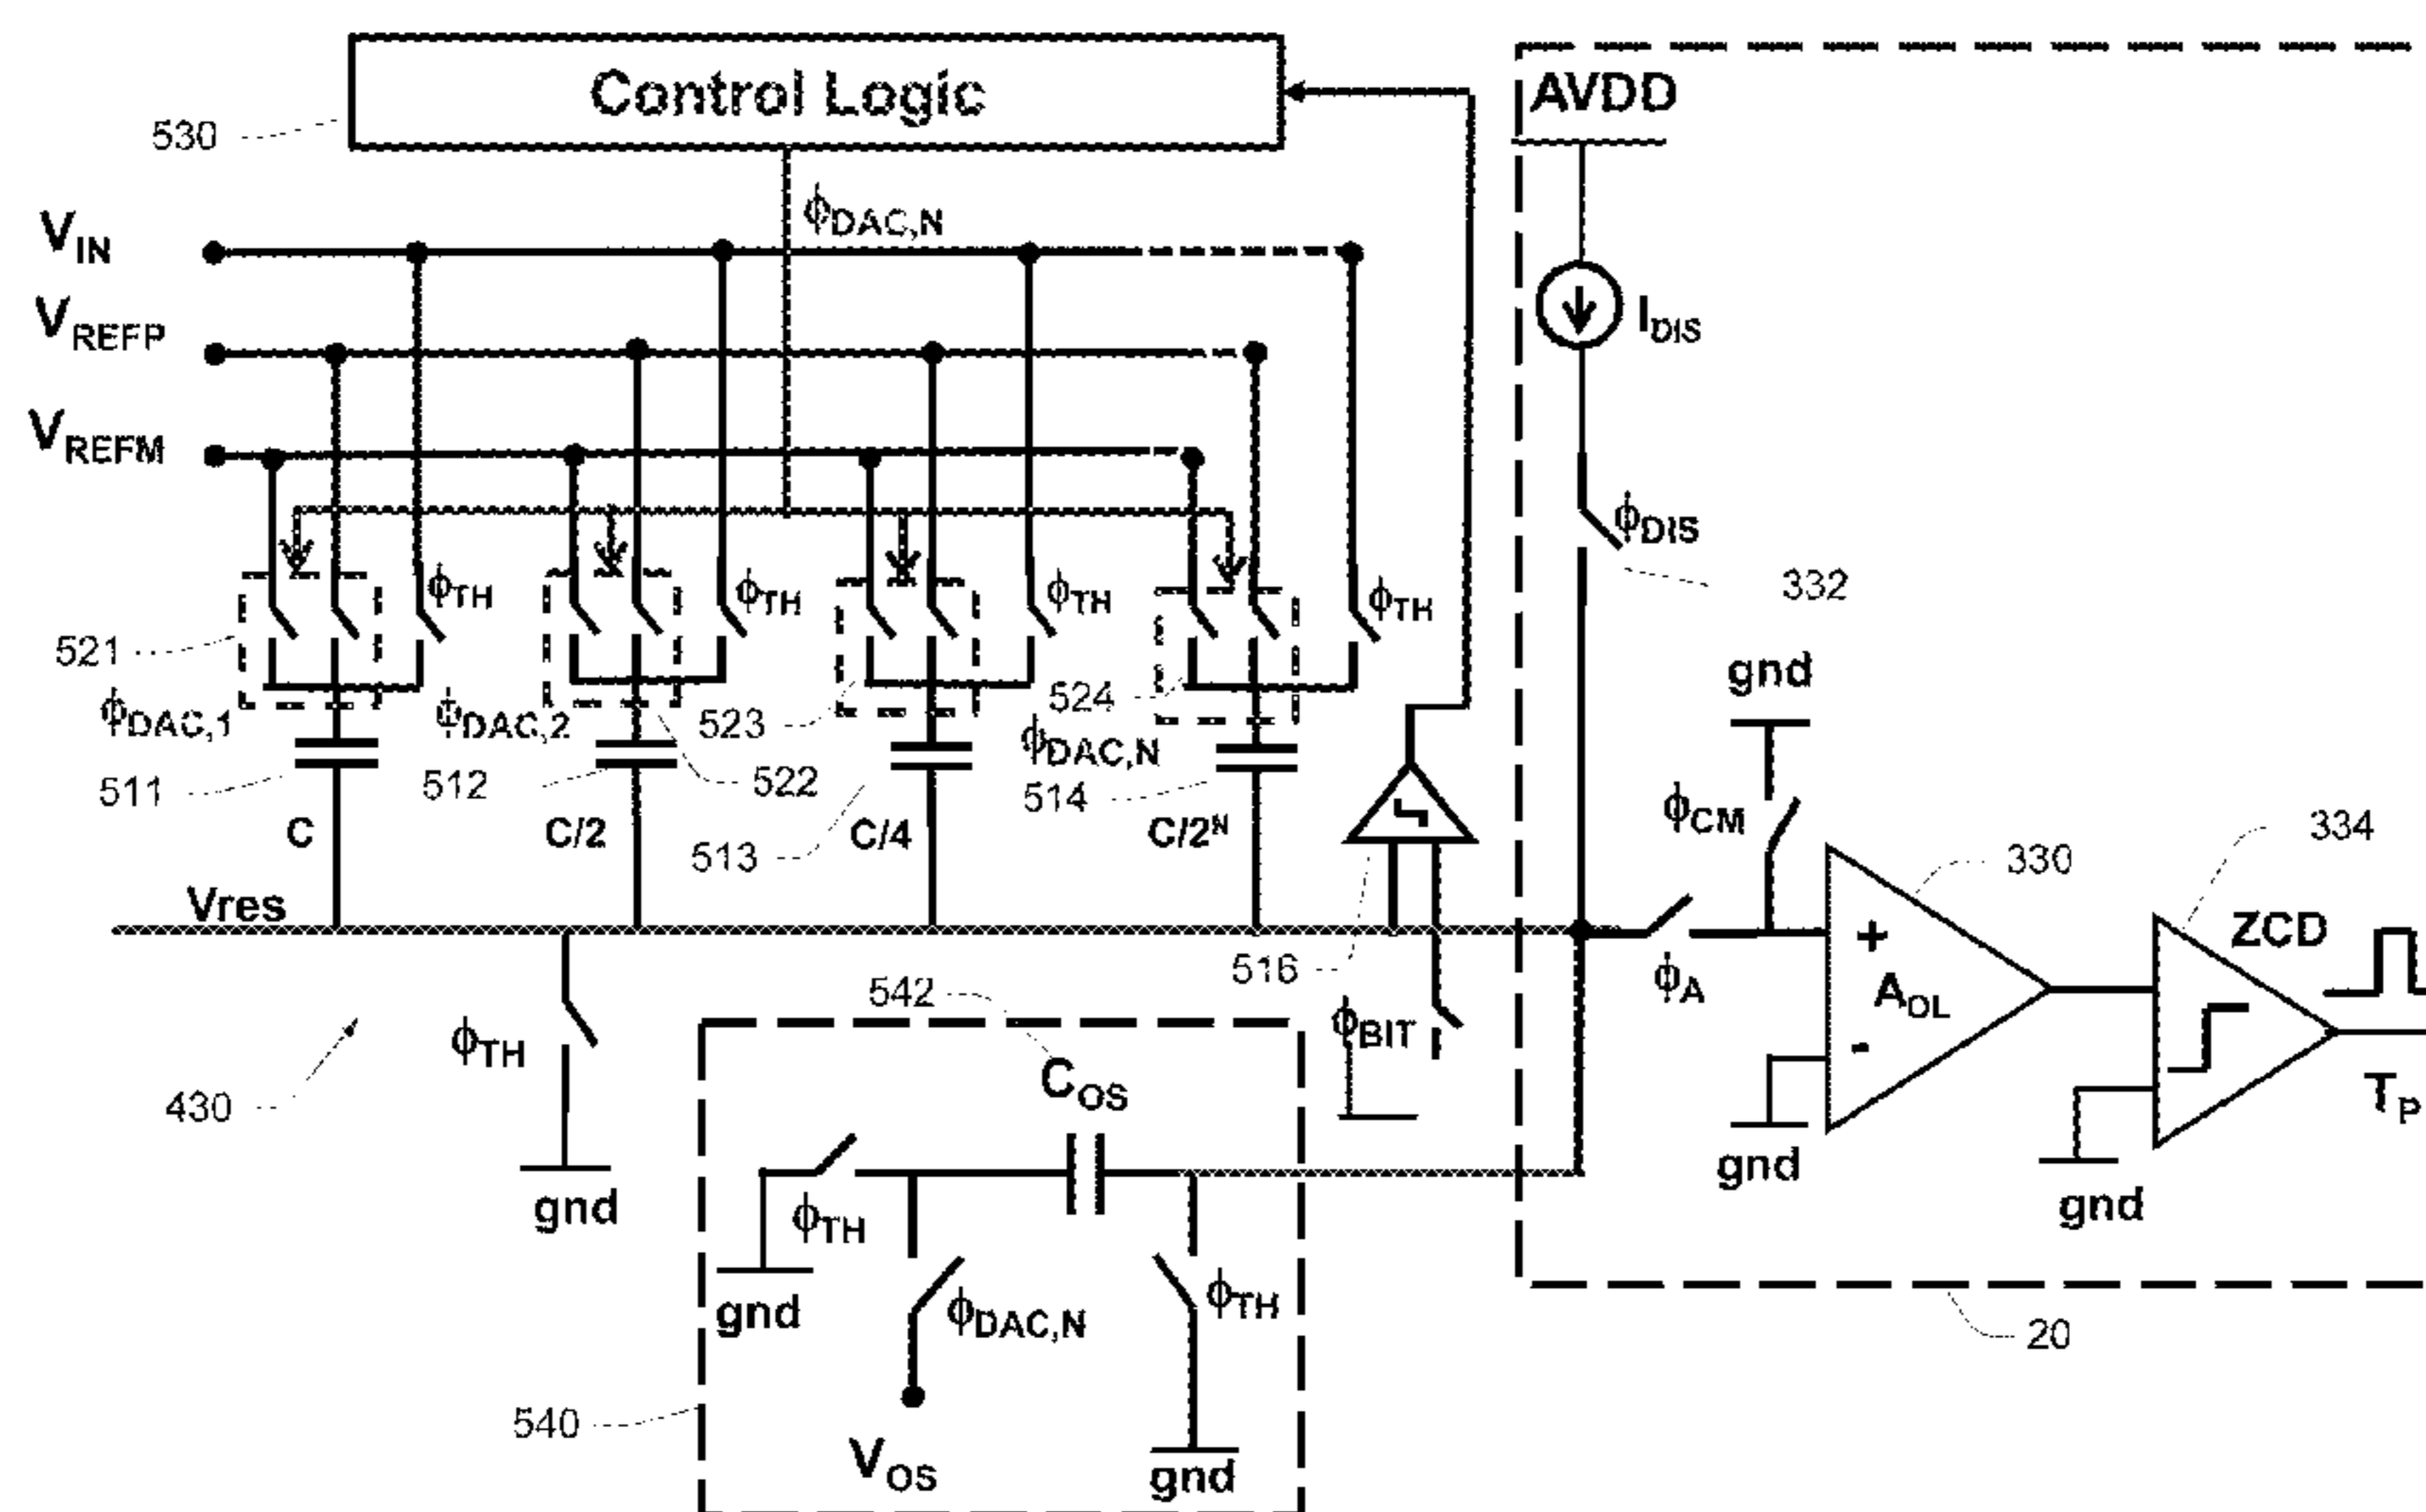 Control Logic
AVDD
530
ϕDAC,N
VIN
VREFP
IDIS
VREFM
ϕDIS
332
ϕTH
ϕTH
ϕTH
ϕTH
521
gnd
524
ϕDAC,1
ϕDAC,2
523
ϕDAC,N
511
512
522
514
ϕCM
334
C
C/2
513
C/4
C/2ᴺ
330
Vres
+
ZCD
516
542
ϕA
AOL
ϕTH
ϕBIT
-
430
COS
TP
gnd
gnd
gnd
ϕTH
gnd
ϕDAC,N
ϕTH
20
540
VOS
gnd